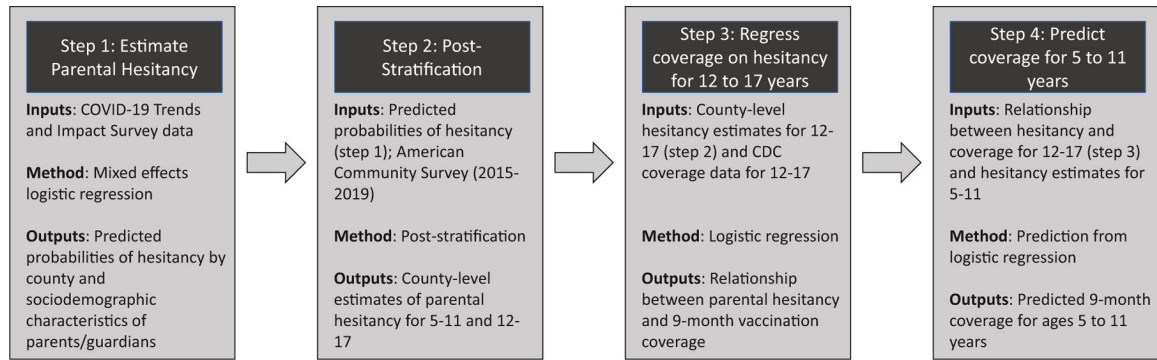 Step 1: Estimate
Parental Hesitancy
Inputs: COVID-19 Trends
and Impact Survey data
Method: Mixed effects
logistic regression
Outputs: Predicted
probabilities of hesitancy by
county and
sociodemographic
characteristics of
parents/guardians
Step 2: Post-
Stratification
Inputs: Predicted
probabilities of hesitancy
(step 1); American
Community Survey (2015-
2019)
Method: Post-stratification
Outputs: County-level
estimates of parental
hesitancy for 5-11 and 12-
17
Step 3: Regress
coverage on hesitancy
for 12 to 17 years
Inputs: County-level
hesitancy estimates for 12-
17 (step 2) and CDC
coverage data for 12-17
Method: Logistic regression
Outputs: Relationship
between parental hesitancy
and 9-month vaccination
coverage
Step 4: Predict
coverage for 5 to 11
years
Inputs: Relationship
between hesitancy and
coverage for 12-17 (step 3)
and hesitancy estimates for
5-11
Method: Prediction from
logistic regression
Outputs: Predicted 9-month
coverage for ages 5 to 11
years